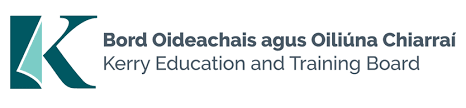 Bord Oideachais agus Oiliúna Chiarraí
Kerry Education and Training Board